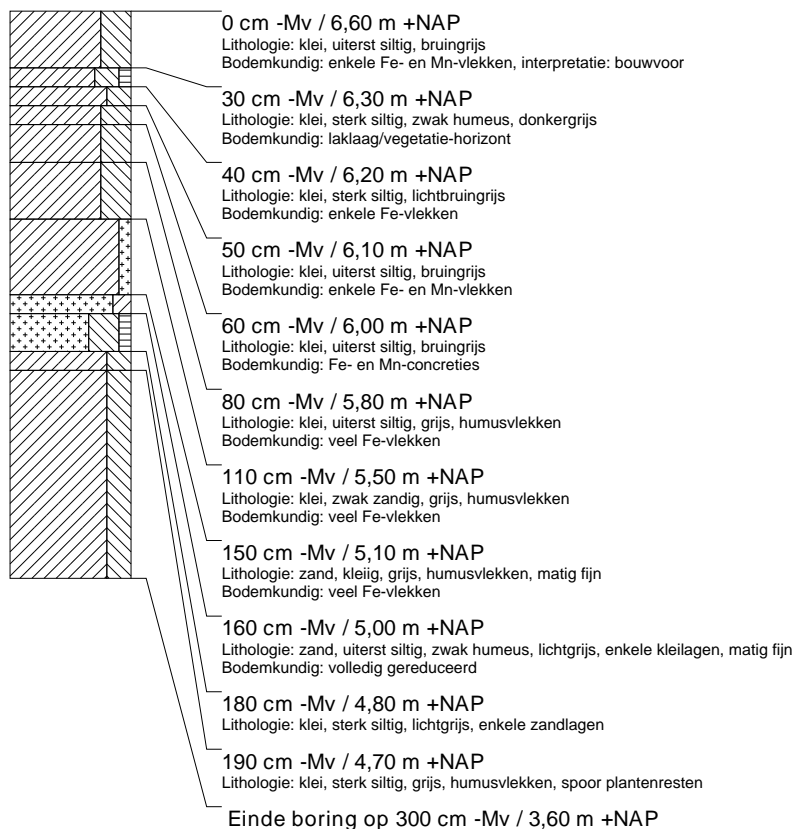 0 cm -Mv / 6,60 m +NAP
Lithologie: klei, uiterst siltig, bruingrijs
Bodemkundig: enkele Fe- en Mn-vlekken, interpretatie: bouwvoor
30 cm -Mv / 6,30 m +NAP
Lithologie: klei, sterk siltig, zwak humeus, donkergrijs
Bodemkundig: laklaag/vegetatie-horizont
40 cm -Mv / 6,20 m +NAP
Lithologie: klei, sterk siltig, lichtbruingrijs
Bodemkundig: enkele Fe-vlekken
50 cm -Mv / 6,10 m +NAP
Lithologie: klei, uiterst siltig, bruingrijs
Bodemkundig: enkele Fe- en Mn-vlekken
60 cm -Mv / 6,00 m +NAP
Lithologie: klei, uiterst siltig, bruingrijs
Bodemkundig: Fe- en Mn-concreties
80 cm -Mv / 5,80 m +NAP
Lithologie: klei, uiterst siltig, grijs, humusvlekken
Bodemkundig: veel Fe-vlekken
110 cm -Mv / 5,50 m +NAP
Lithologie: klei, zwak zandig, grijs, humusvlekken
Bodemkundig: veel Fe-vlekken
150 cm -Mv / 5,10 m +NAP
Lithologie: zand, kleiig, grijs, humusvlekken, matig fijn
Bodemkundig: veel Fe-vlekken
160 cm -Mv / 5,00 m +NAP
Lithologie: zand, uiterst siltig, zwak humeus, lichtgrijs, enkele kleilagen, matig fijn
Bodemkundig: volledig gereduceerd
180 cm -Mv / 4,80 m +NAP
Lithologie: klei, sterk siltig, lichtgrijs, enkele zandlagen
190 cm -Mv / 4,70 m +NAP
Lithologie: klei, sterk siltig, grijs, humusvlekken, spoor plantenresten
Einde boring op 300 cm -Mv / 3,60 m +NAP